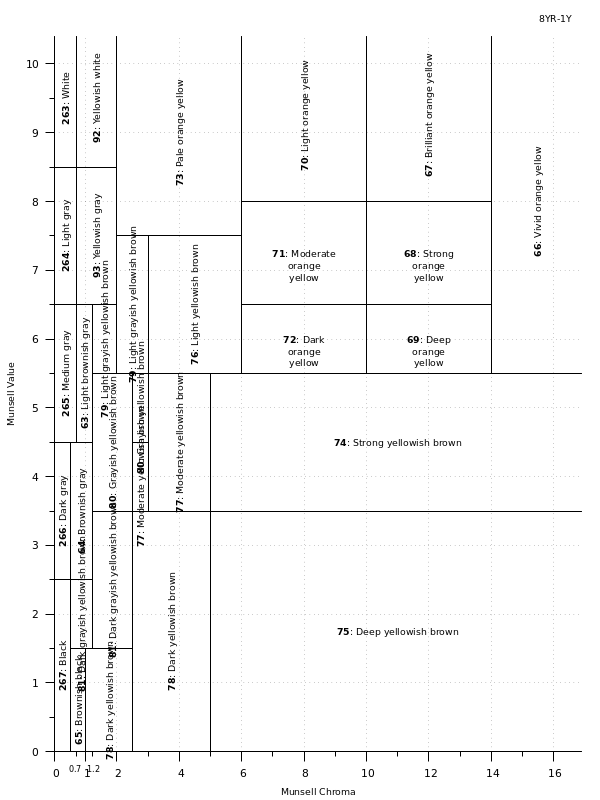 8YR-1Y
Munsell Value
10
9
8
7
6
5
4
3
2
1
0
263: White
92: Yellowish white
73: Pale orange yellow
70: Light orange yellow
67: Brilliant orange yellow
66: Vivid orange yellow
264: Light gray
93: Yellowish gray
79: Light grayish yellowish brown
76: Light yellowish brown
71: Moderate
orange
yellow
68: Strong
orange
yellow
72: Dark
orange
yellow
69: Deep
orange
yellow
265: Medium gray
63: Light brownish gray
79: Light grayish yellowish brown
80: Grayish yellowish brown
80: Grayish yellowish brown
77: Moderate yellowish brown
77: Moderate yellowish brown
74: Strong yellowish brown
266: Dark gray
64: Brownish gray
81: Dark grayish yellowish brown
81: Dark grayish yellowish brown
78: Dark yellowish brown
75: Deep yellowish brown
267: Black
65: Brownish black
78: Dark yellowish brown
0
1
2
4
6
8
10
12
14
16
0.7
1.2
Munsell Chroma